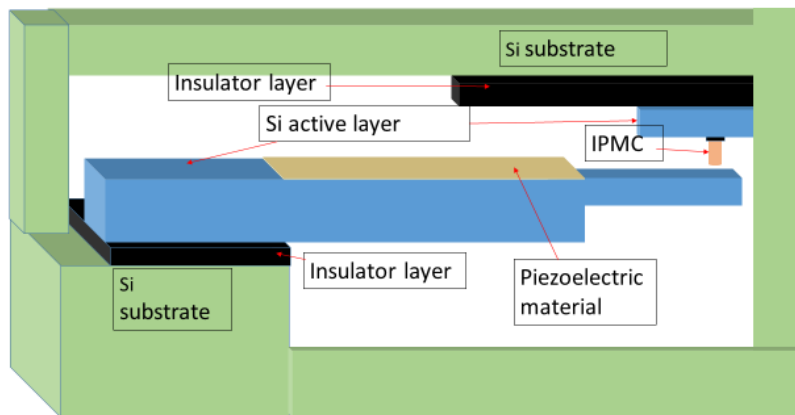 Si substrate
Insulator layer
Si active layer
IPMC
Insulator layer
Si
substrate
Piezoelectric
material